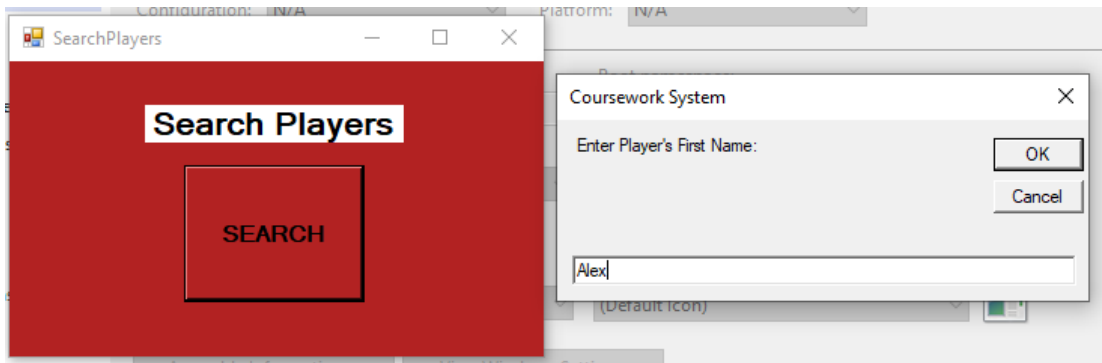 Configuration: N/A
Platform: N/A
SearchPlayers
Search Players
SEARCH
Coursework System
Enter Player's First Name:
OK
Cancel
Alex
(Default Icon)